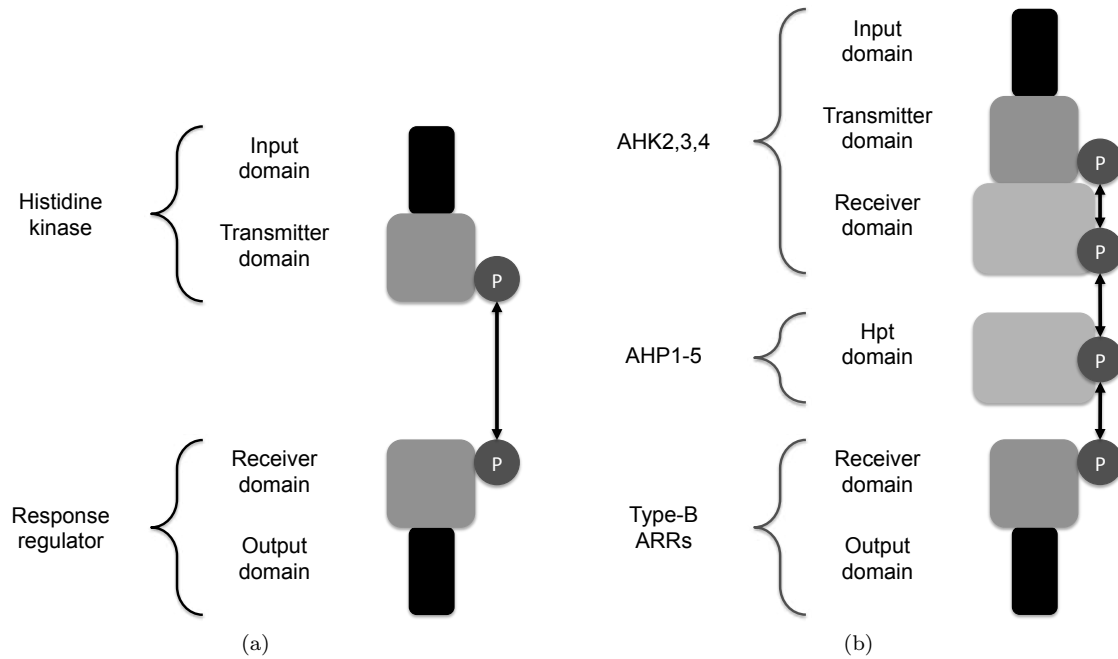 Histidine
kinase
Input
domain
Transmitter
domain
P
Response
regulator
Receiver
domain
P
Output
domain
(a)
AHK2,3,4
Input
domain
Transmitter
domain
P
Receiver
domain
P
AHP1-5
Hpt
domain
P
Type-B
ARRs
Receiver
domain
P
Output
domain
(b)